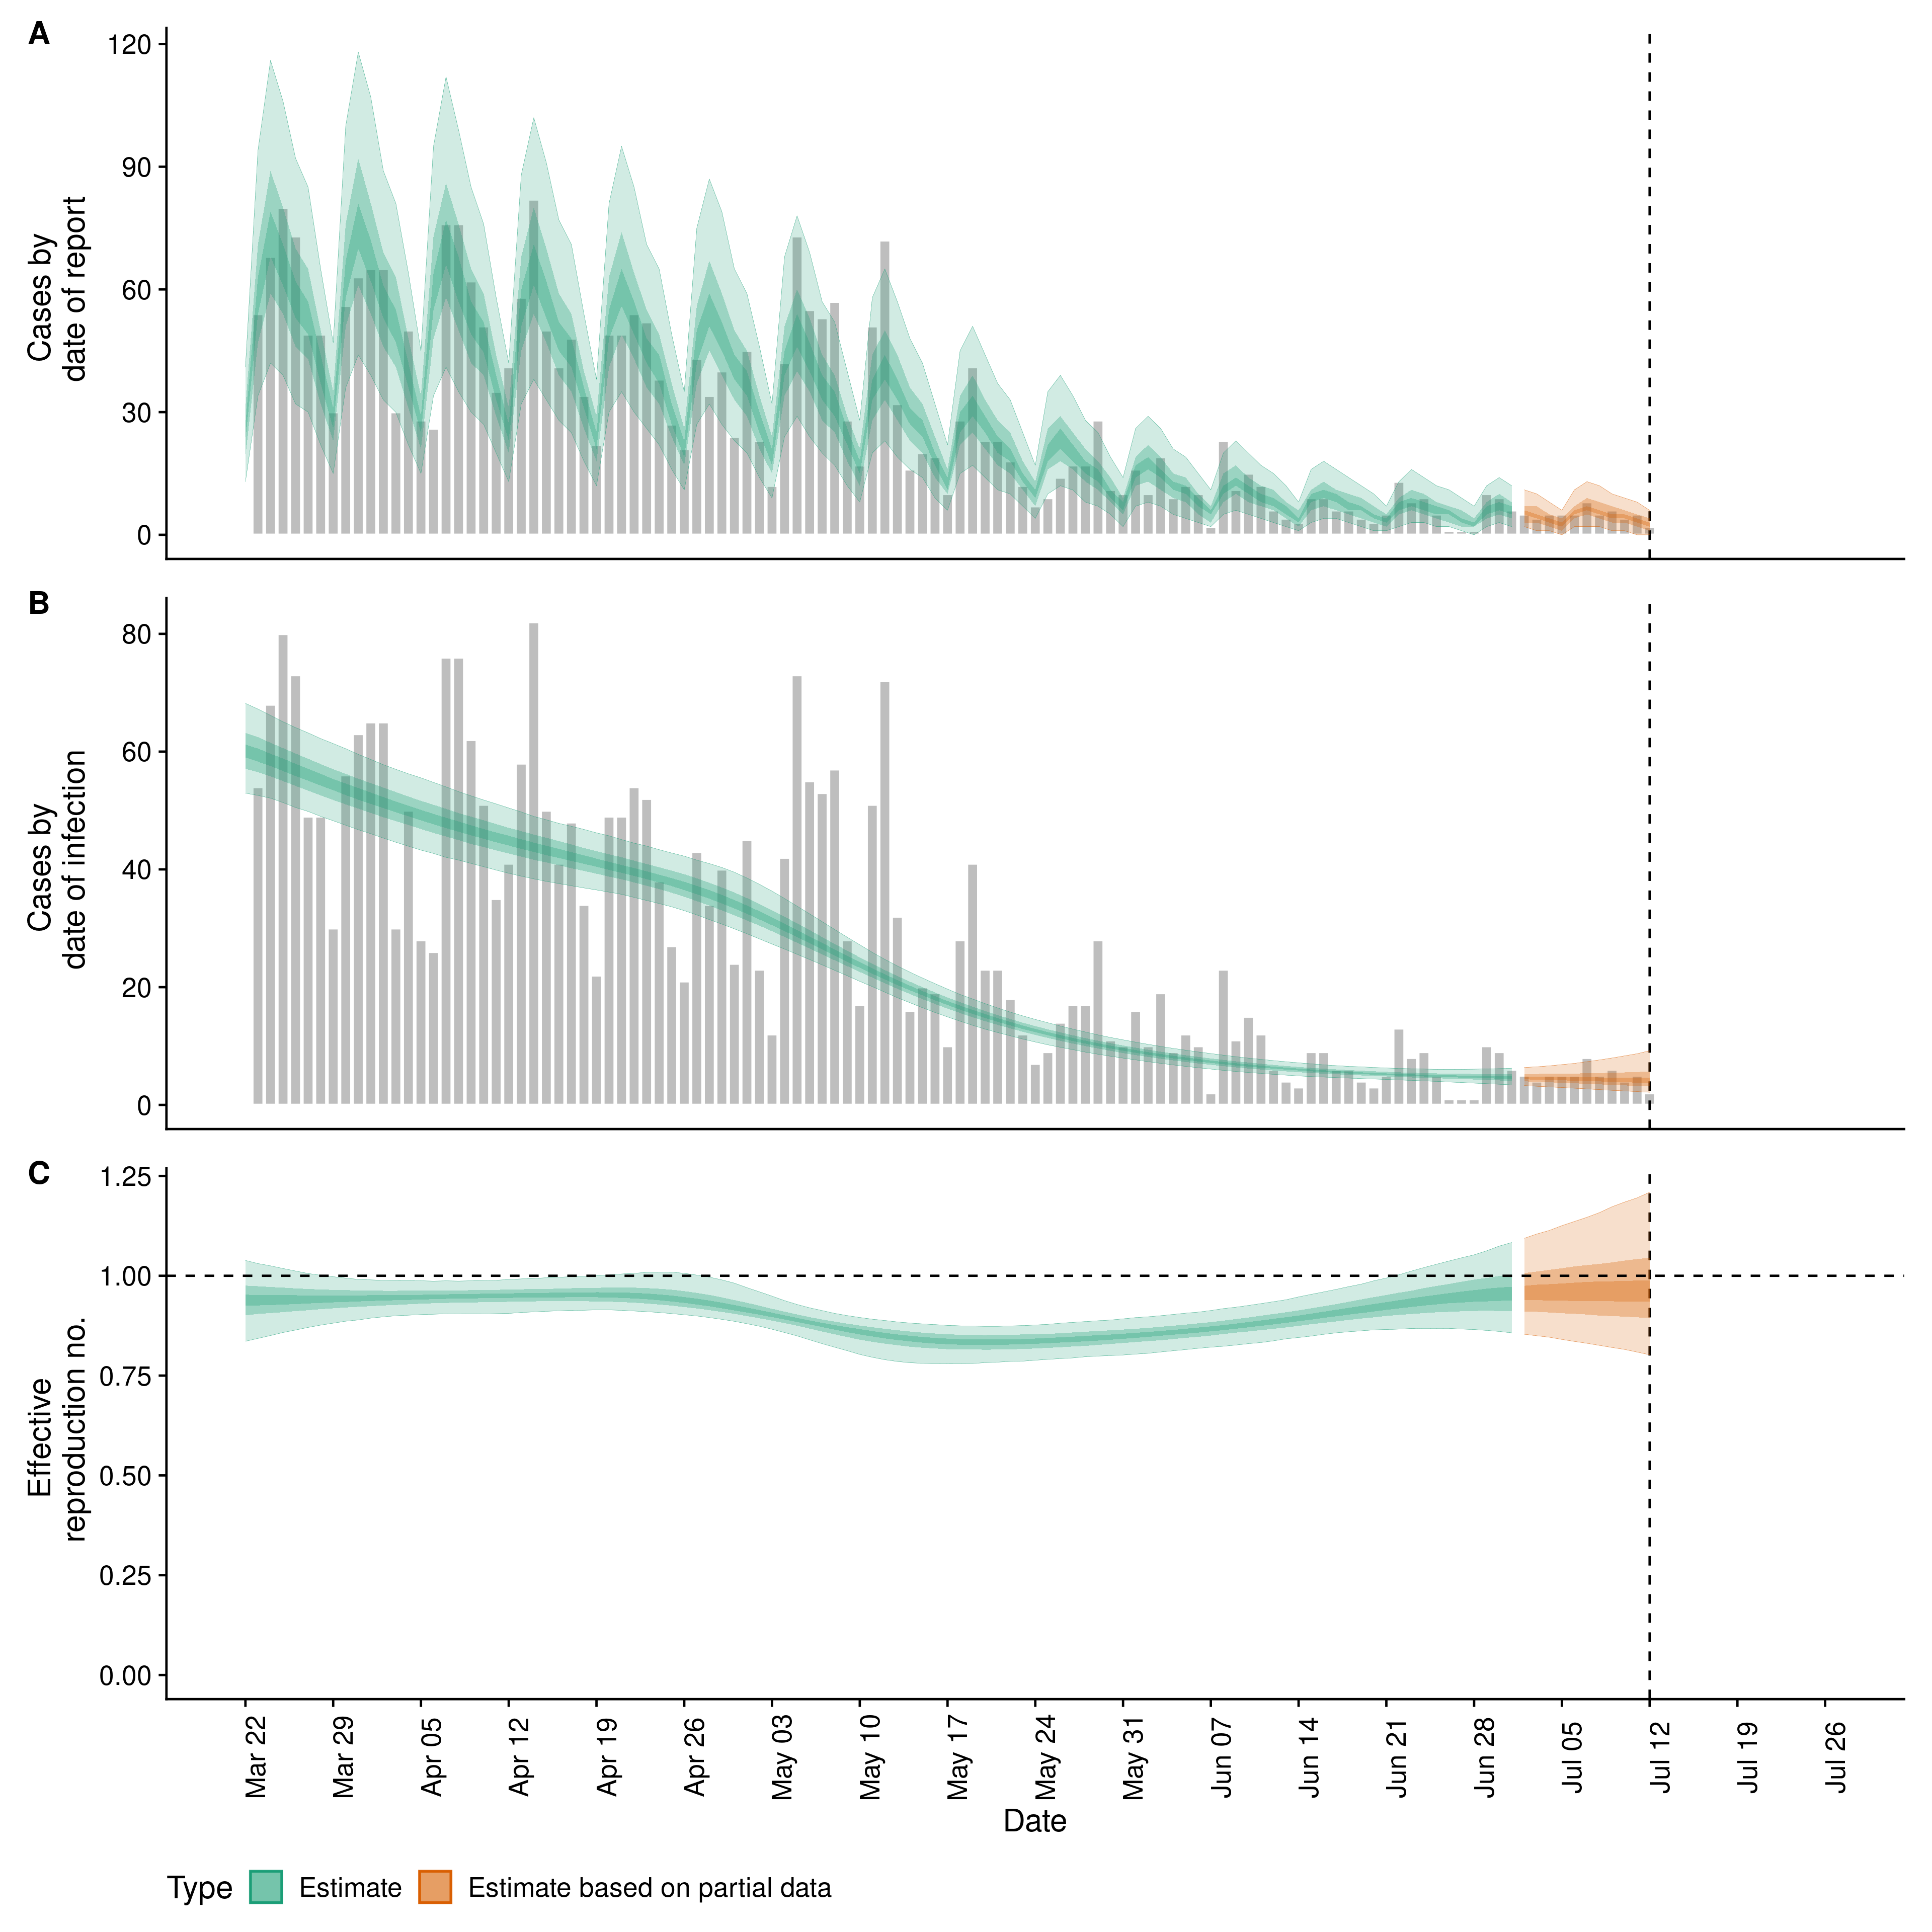 A
Cases by
date of report
120
90
60
30
0
B
Cases by
date of infection
80
60
40
20
0
C
Effective
reproduction no.
1.25
1.00
0.75
0.50
0.25
0.00
Mar 22
Mar 29
Apr 05
Apr 12
Apr 19
Apr 26
May 03
May 10
May 17
May 24
May 31
Jun 07
Jun 14
Jun 21
Jun 28
Jul 05
Jul 12
Jul 19
Jul 26
Date
Type Estimate Estimate based on partial data